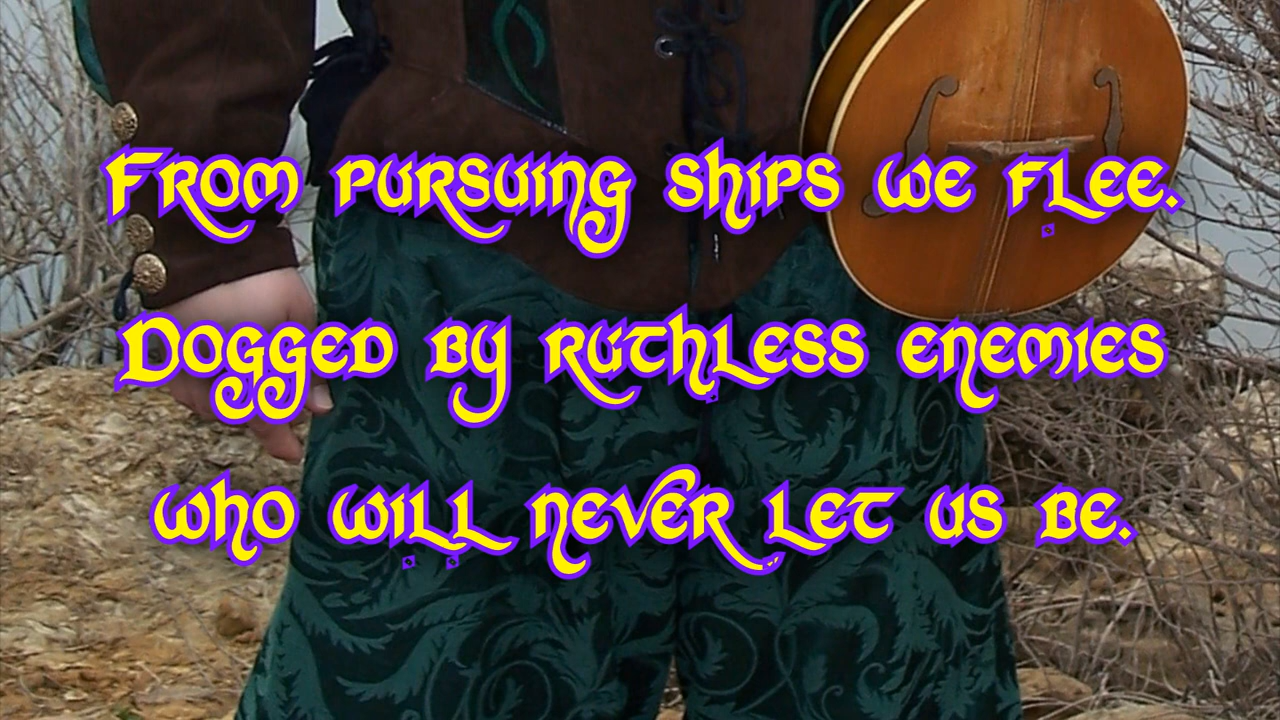 From pursuing ships we flee.
Dogged by ruthless enemies
who will never let us be.